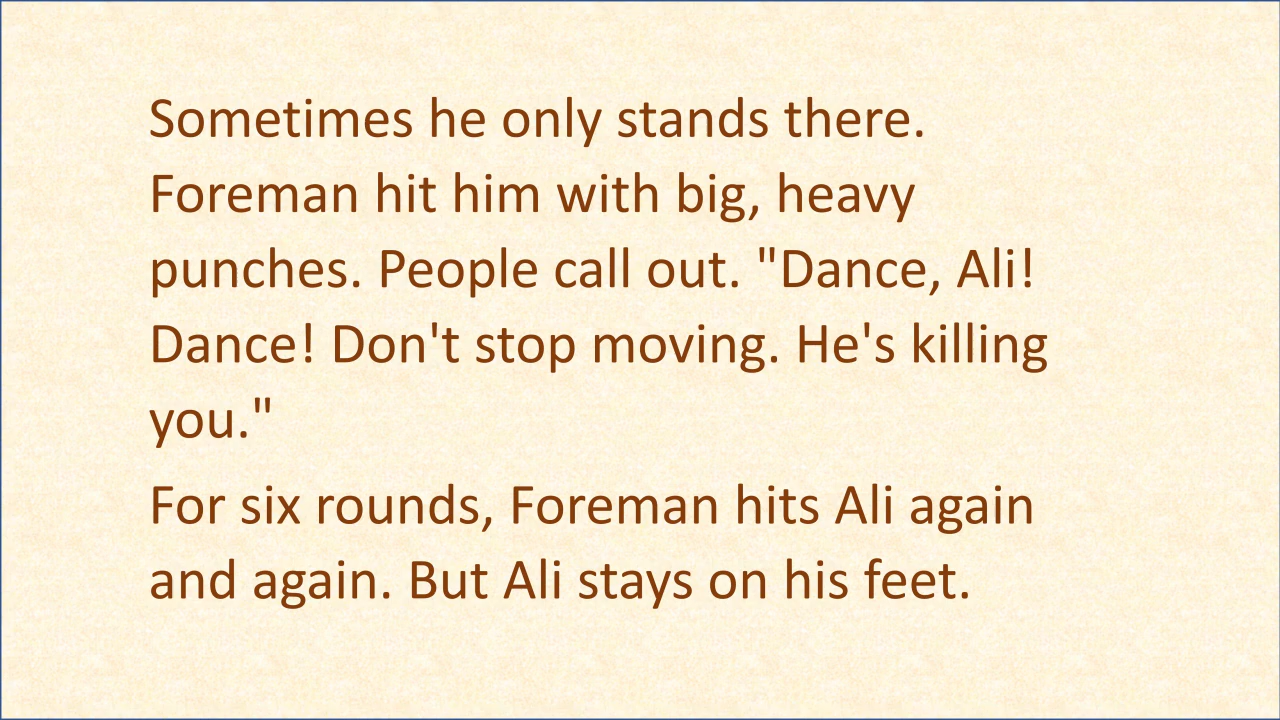 Sometimes he only stands there.
Foreman hit him with big, heavy
punches. People call out. "Dance, Ali!
Dance! Don't stop moving. He's killing
you."
For six rounds, Foreman hits Ali again
and again. But Ali stays on his feet.